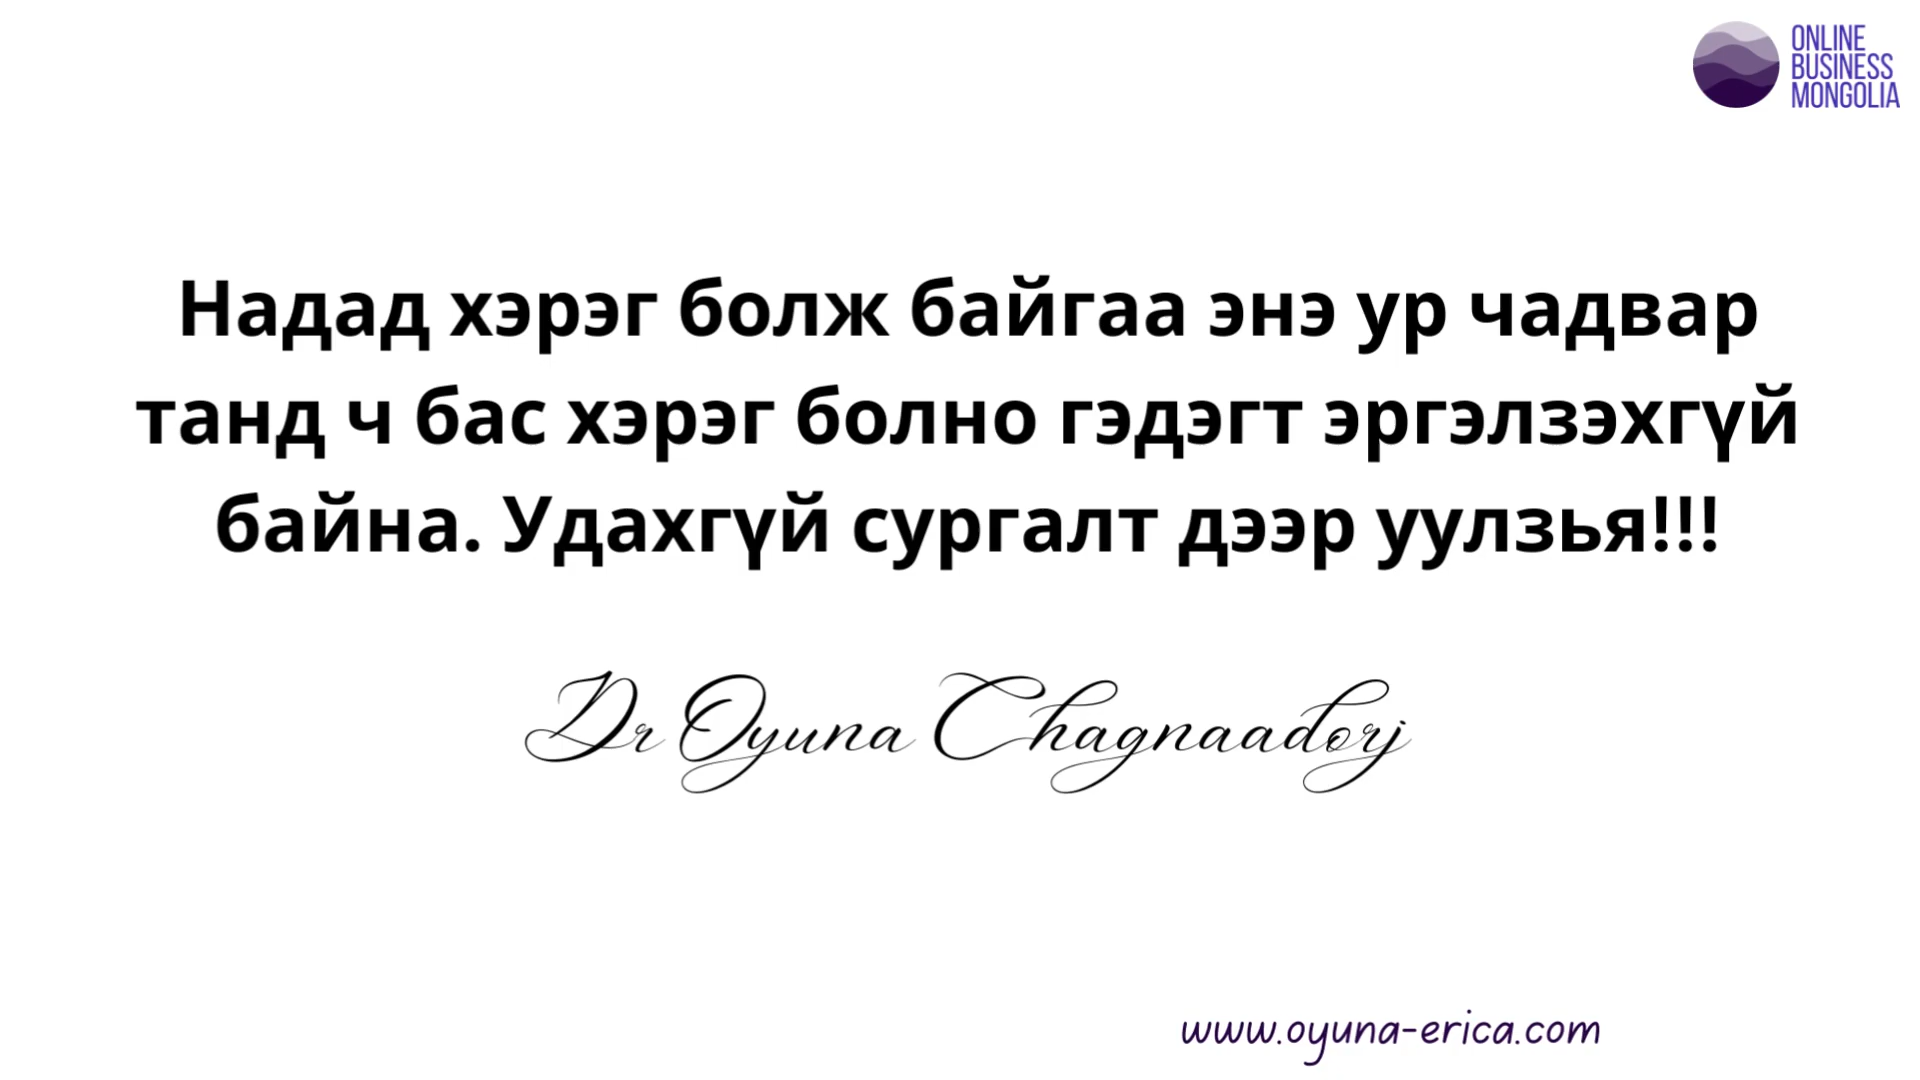 ONLINE
BUSINESS
MONGOLIA
Надад хэрэг болж байгаа энэ ур чадвар
танд ч бас хэрэг болно гэдэгт эргэлзэхгүй
байна. Удахгүй сургалт дээр уулзья!!!
Dr Oyuna Chagnaadorj
www.oyuna-erica.com